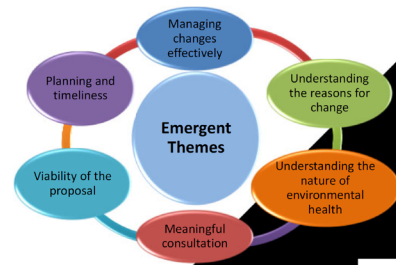 Managing
changes
effectively
Understanding
the reasons for
change
Understanding the
nature of
environmental
health
Meaningful
consultation
Viability of the
proposal
Planning and
timeliness
Emergent
Themes